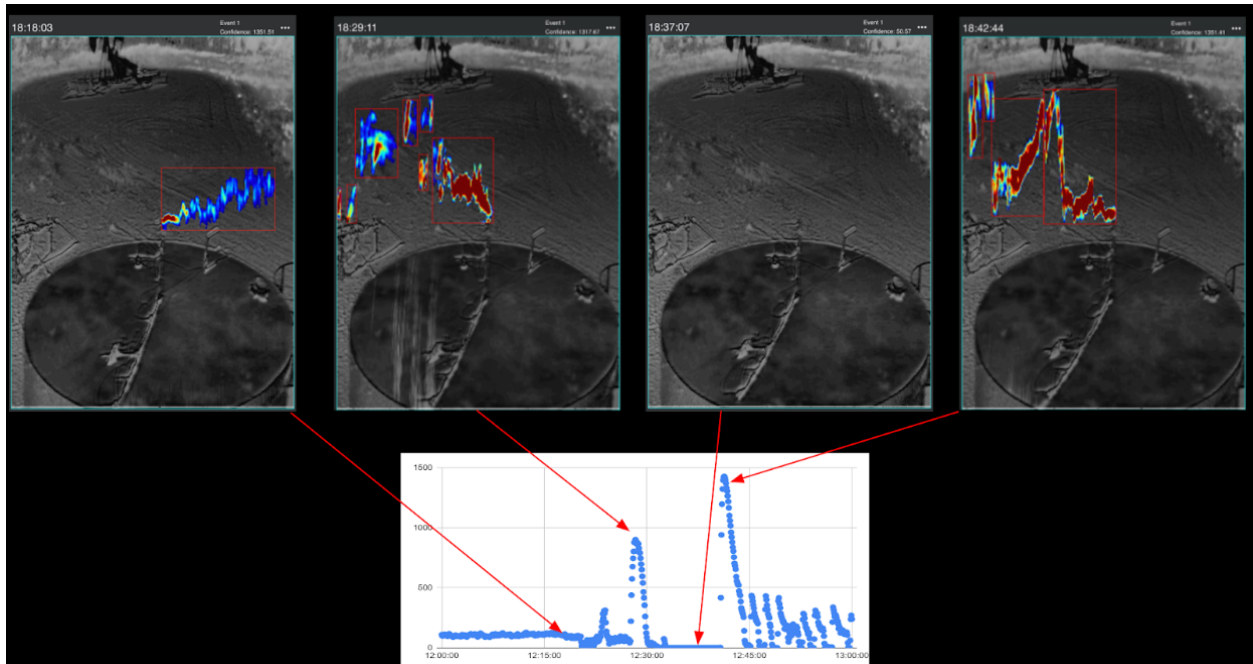 18:18:03
Event 1
Confidence: 1351.51
•••
18:29:11
Event 1
Confidence: 1317.67
•••
18:37:07
Event 1
Confidence: 50.57
•••
18:42:44
Event 1
Confidence: 1351.41
•••
1500
1000
500
0
12:00:00
12:15:00
12:30:00
12:45:00
13:00:00